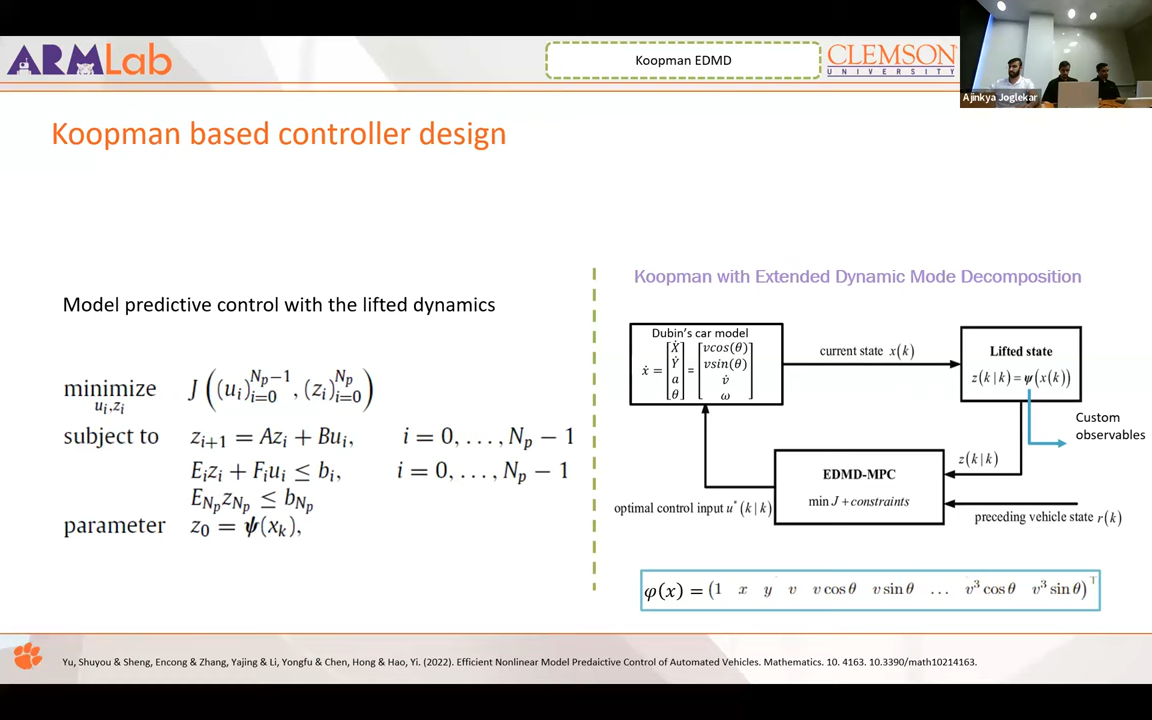 ARMLab
Koopman EDMD
CLEMSON
UNIVERSITY
Ajinkya Joglekar
Koopman based controller design
Model predictive control with the lifted dynamics
minimize J ((u_i)_{i=0}^{N_p−1}, (z_i)_{i=0}^{N_p})
u_i,z_i
subject to z_{i+1} = Az_i + Bu_i, i = 0, . . . , N_p − 1
E_i z_i + F_i u_i ≤ b_i, i = 0, . . . , N_p − 1
E_{N_p} z_{N_p} ≤ b_{N_p}
parameter z_0 = ψ(x_k),
Koopman with Extended Dynamic Mode Decomposition
Dubin's car model
ẋ = [Ẋ Ẏ a θ̇] = [vcos(θ) vsin(θ) v̇ ω]
current state x(k)
Lifted state
z(k|k) = ψ(x(k))
Custom
observables
z(k|k)
EDMD-MPC
min J + constraints
optimal control input u*(k|k)
preceding vehicle state r(k)
φ(x) = (1 x y v v cos θ v sin θ … v³ cos θ v³ sin θ)ᵀ
Yu, Shuyou & Sheng, Encong & Zhang, Yajing & Li, Yongfu & Chen, Hong & Hao, Yi. (2022). Efficient Nonlinear Model Predaictive Control of Automated Vehicles. Mathematics. 10. 4163. 10.3390/math10214163.